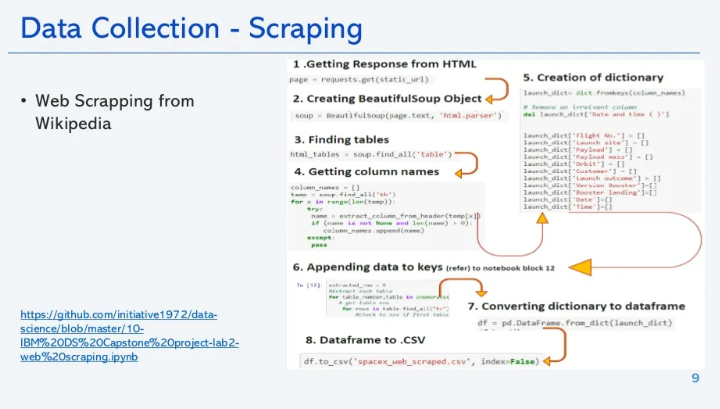 Data Collection - Scraping
• Web Scrapping from
Wikipedia
https://github.com/initiative1972/data-
science/blob/master/10-
IBM%20DS%20Capstone%20project-lab2-
web%20scraping.ipynb
1 .Getting Response from HTML
page = requests.get(static_url)
2. Creating BeautifulSoup Object
soup = BeautifulSoup(page.text, 'html.parser')
3. Finding tables
html_tables = soup.find_all('table')
4. Getting column names
column_names = []
temp = soup.find_all('th')
for x in range(len(temp)):
try:
name = extract_column_from_header(temp[x])
if (name is not None and len(name) > 0):
column_names.append(name)
except:
pass
5. Creation of dictionary
launch_dict= dict.fromkeys(column_names)
# Remove an irrelvant column
del launch_dict['Date and time ( )']
launch_dict['Flight No.'] = []
launch_dict['Launch site'] = []
launch_dict['Payload'] = []
launch_dict['Payload mass'] = []
launch_dict['Orbit'] = []
launch_dict['Customer'] = []
launch_dict['Launch outcome'] = []
launch_dict['Version Booster']=[]
launch_dict['Booster landing']=[]
launch_dict['Date']=[]
launch_dict['Time']=[]
6. Appending data to keys (refer) to notebook block 12
In [12]: extracted_row = 0
#Extract each table
for table_number,table in enumerate(
# get table row
for rows in table.find_all("tr")
#check to see if first table
7. Converting dictionary to dataframe
df = pd.DataFrame.from_dict(launch_dict)
8. Dataframe to .CSV
df.to_csv('spacex_web_scraped.csv', index=False)
9